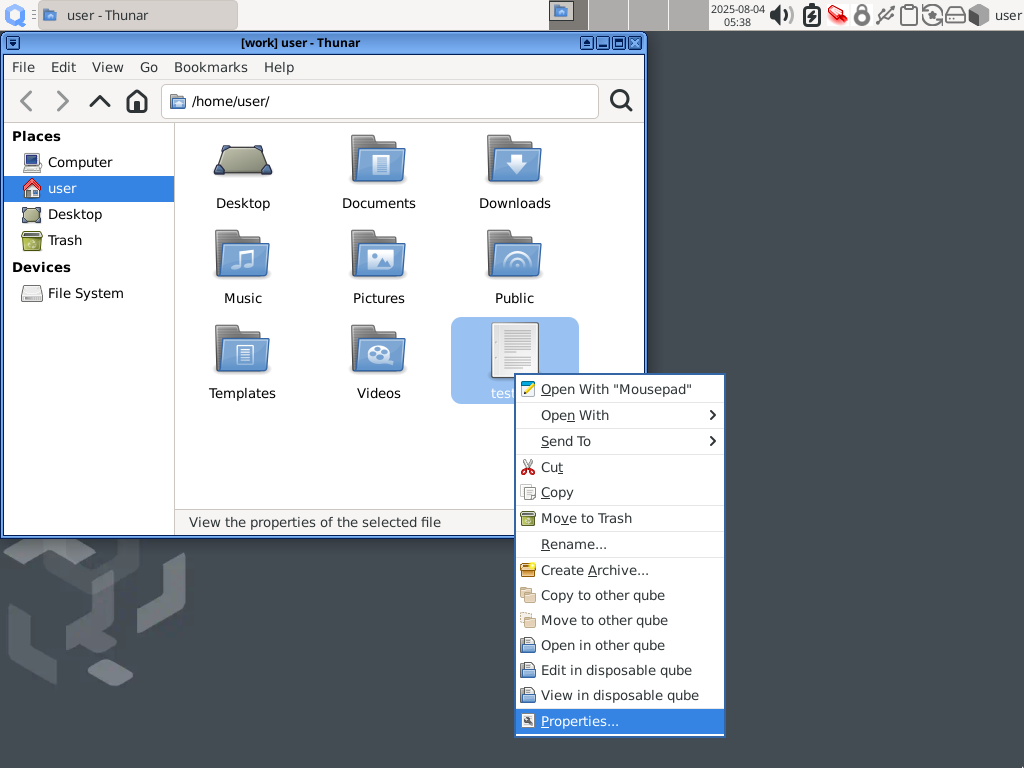 user - Thunar
2025-08-04
05:38
user
[work] user - Thunar
File Edit View Go Bookmarks Help
/home/user/
Places
Computer
user
Desktop
Trash
Devices
File System
Desktop Documents Downloads
Music Pictures Public
Templates Videos
Open With "Mousepad"
Open With
Send To
Cut
Copy
Move to Trash
Rename...
Create Archive...
Copy to other qube
Move to other qube
Open in other qube
Edit in disposable qube
View in disposable qube
Properties...
View the properties of the selected file